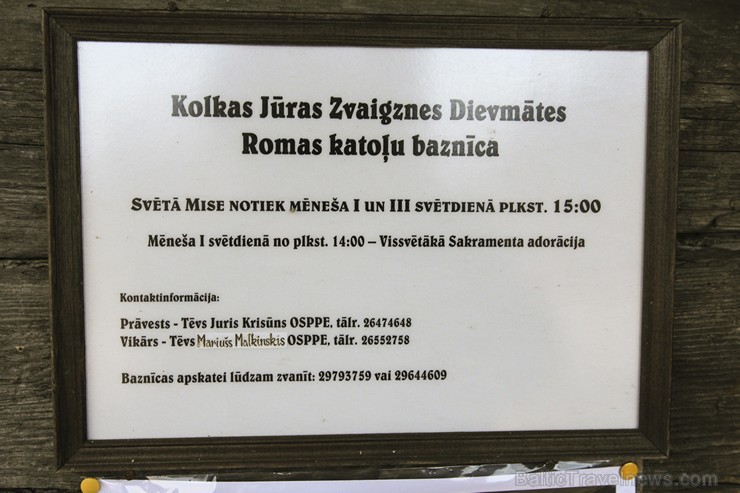 Kolkas Jūras Zvaigznes Dievmātes
Romas katoļu baznīca
Svētā Mise notiek mēneša I un III svētdienā plkst. 15:00
Mēneša I svētdienā no plkst. 14:00 – Vissvētākā Sakramenta adorācija
Kontaktinformācija:
Prāvests - Tēvs Juris Krisūns OSPPE, tālr. 26474648
Vikārs - Tēvs Mariušs Malkinskis OSPPE, tālr. 26552758
Baznīcas apskatei lūdzam zvanīt: 29793759 vai 29644609
BalticTravelnews.com